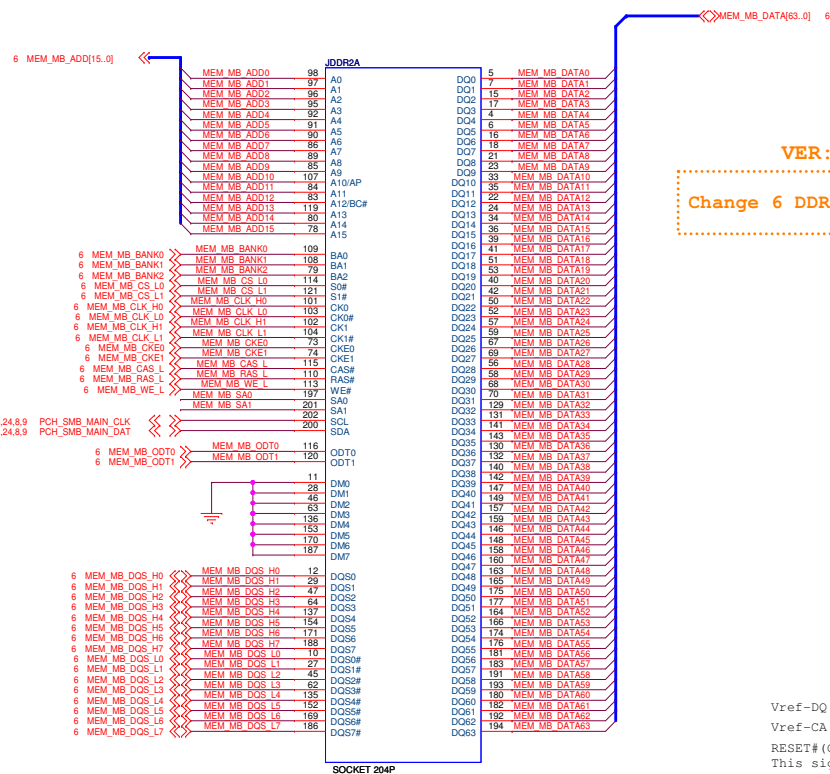 MEM_MB_DATA[63..0] 6
6 MEM_MB_ADD[15..0]
JDDR2A
MEM_MB_ADD0 98 A0
MEM_MB_ADD1 97 A1
MEM_MB_ADD2 96 A2
MEM_MB_ADD3 95 A3
MEM_MB_ADD4 92 A4
MEM_MB_ADD5 91 A5
MEM_MB_ADD6 90 A6
MEM_MB_ADD7 86 A7
MEM_MB_ADD8 89 A8
MEM_MB_ADD9 85 A9
MEM_MB_ADD10 107 A10/AP
MEM_MB_ADD11 84 A11
MEM_MB_ADD12 83 A12/BC#
MEM_MB_ADD13 119 A13
MEM_MB_ADD14 80 A14
MEM_MB_ADD15 78 A15
6 MEM_MB_BANK0 MEM_MB_BANK0 109 BA0
6 MEM_MB_BANK1 MEM_MB_BANK1 108 BA1
6 MEM_MB_BANK2 MEM_MB_BANK2 79 BA2
6 MEM_MB_CS_L0 MEM_MB_CS_L0 114 S0#
6 MEM_MB_CS_L1 MEM_MB_CS_L1 121 S1#
6 MEM_MB_CLK_H0 MEM_MB_CLK_H0 101 CK0
6 MEM_MB_CLK_L0 MEM_MB_CLK_L0 103 CK0#
6 MEM_MB_CLK_H1 MEM_MB_CLK_H1 102 CK1
6 MEM_MB_CLK_L1 MEM_MB_CLK_L1 104 CK1#
6 MEM_MB_CKE0 MEM_MB_CKE0 73 CKE0
6 MEM_MB_CKE1 MEM_MB_CKE1 74 CKE1
6 MEM_MB_CAS_L MEM_MB_CAS_L 115 CAS#
6 MEM_MB_RAS_L MEM_MB_RAS_L 110 RAS#
6 MEM_MB_WE_L MEM_MB_WE_L 113 WE#
MEM_MB_SA0 197 SA0
MEM_MB_SA1 201 SA1
,24,8,9 PCH_SMB_MAIN_CLK 202 SCL
,24,8,9 PCH_SMB_MAIN_DAT 200 SDA
6 MEM_MB_ODT0 MEM_MB_ODT0 116 ODT0
6 MEM_MB_ODT1 MEM_MB_ODT1 120 ODT1
11 DM0
28 DM1
46 DM2
63 DM3
136 DM4
153 DM5
170 DM6
187 DM7
6 MEM_MB_DQS_H0 MEM_MB_DQS_H0 12 DQS0
6 MEM_MB_DQS_H1 MEM_MB_DQS_H1 29 DQS1
6 MEM_MB_DQS_H2 MEM_MB_DQS_H2 47 DQS2
6 MEM_MB_DQS_H3 MEM_MB_DQS_H3 64 DQS3
6 MEM_MB_DQS_H4 MEM_MB_DQS_H4 137 DQS4
6 MEM_MB_DQS_H5 MEM_MB_DQS_H5 154 DQS5
6 MEM_MB_DQS_H6 MEM_MB_DQS_H6 171 DQS6
6 MEM_MB_DQS_H7 MEM_MB_DQS_H7 188 DQS7
6 MEM_MB_DQS_L0 MEM_MB_DQS_L0 10 DQS0#
6 MEM_MB_DQS_L1 MEM_MB_DQS_L1 27 DQS1#
6 MEM_MB_DQS_L2 MEM_MB_DQS_L2 45 DQS2#
6 MEM_MB_DQS_L3 MEM_MB_DQS_L3 62 DQS3#
6 MEM_MB_DQS_L4 MEM_MB_DQS_L4 135 DQS4#
6 MEM_MB_DQS_L5 MEM_MB_DQS_L5 152 DQS5#
6 MEM_MB_DQS_L6 MEM_MB_DQS_L6 169 DQS6#
6 MEM_MB_DQS_L7 MEM_MB_DQS_L7 186 DQS7#
DQ0 5 MEM_MB_DATA0
DQ1 7 MEM_MB_DATA1
DQ2 15 MEM_MB_DATA2
DQ3 17 MEM_MB_DATA3
DQ4 4 MEM_MB_DATA4
DQ5 6 MEM_MB_DATA5
DQ6 16 MEM_MB_DATA6
DQ7 18 MEM_MB_DATA7
DQ8 21 MEM_MB_DATA8
DQ9 23 MEM_MB_DATA9
DQ10 33 MEM_MB_DATA10
DQ11 35 MEM_MB_DATA11
DQ12 22 MEM_MB_DATA12
DQ13 24 MEM_MB_DATA13
DQ14 34 MEM_MB_DATA14
DQ15 36 MEM_MB_DATA15
DQ16 39 MEM_MB_DATA16
DQ17 41 MEM_MB_DATA17
DQ18 51 MEM_MB_DATA18
DQ19 53 MEM_MB_DATA19
DQ20 40 MEM_MB_DATA20
DQ21 42 MEM_MB_DATA21
DQ22 50 MEM_MB_DATA22
DQ23 52 MEM_MB_DATA23
DQ24 57 MEM_MB_DATA24
DQ25 59 MEM_MB_DATA25
DQ26 67 MEM_MB_DATA26
DQ27 69 MEM_MB_DATA27
DQ28 56 MEM_MB_DATA28
DQ29 58 MEM_MB_DATA29
DQ30 68 MEM_MB_DATA30
DQ31 70 MEM_MB_DATA31
DQ32 129 MEM_MB_DATA32
DQ33 131 MEM_MB_DATA33
DQ34 141 MEM_MB_DATA34
DQ35 143 MEM_MB_DATA35
DQ36 130 MEM_MB_DATA36
DQ37 132 MEM_MB_DATA37
DQ38 140 MEM_MB_DATA38
DQ39 142 MEM_MB_DATA39
DQ40 147 MEM_MB_DATA40
DQ41 149 MEM_MB_DATA41
DQ42 157 MEM_MB_DATA42
DQ43 159 MEM_MB_DATA43
DQ44 146 MEM_MB_DATA44
DQ45 148 MEM_MB_DATA45
DQ46 158 MEM_MB_DATA46
DQ47 160 MEM_MB_DATA47
DQ48 163 MEM_MB_DATA48
DQ49 165 MEM_MB_DATA49
DQ50 175 MEM_MB_DATA50
DQ51 177 MEM_MB_DATA51
DQ52 164 MEM_MB_DATA52
DQ53 166 MEM_MB_DATA53
DQ54 174 MEM_MB_DATA54
DQ55 176 MEM_MB_DATA55
DQ56 181 MEM_MB_DATA56
DQ57 183 MEM_MB_DATA57
DQ58 191 MEM_MB_DATA58
DQ59 193 MEM_MB_DATA59
DQ60 180 MEM_MB_DATA60
DQ61 182 MEM_MB_DATA61
DQ62 192 MEM_MB_DATA62
DQ63 194 MEM_MB_DATA63
SOCKET 204P
VER:
Change 6 DDR
Vref-DQ
Vref-CA
RESET#(
This sig